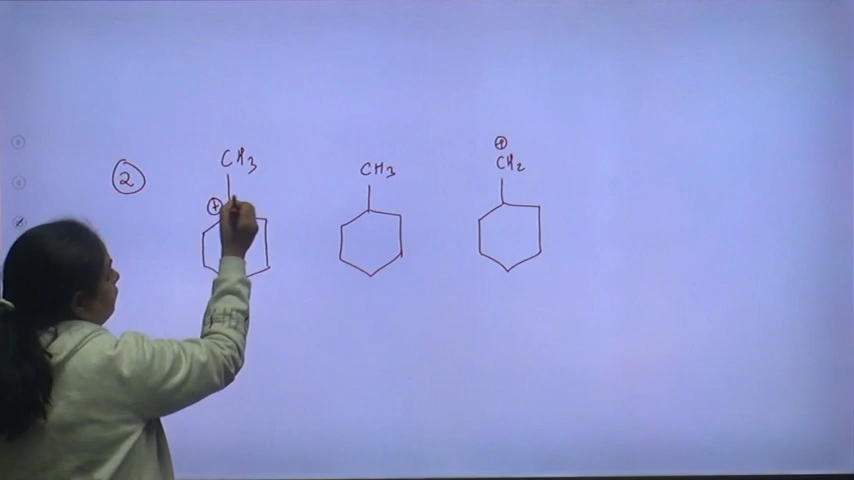 ②
CH₃
⊕
CH₃
⊕
CH₂